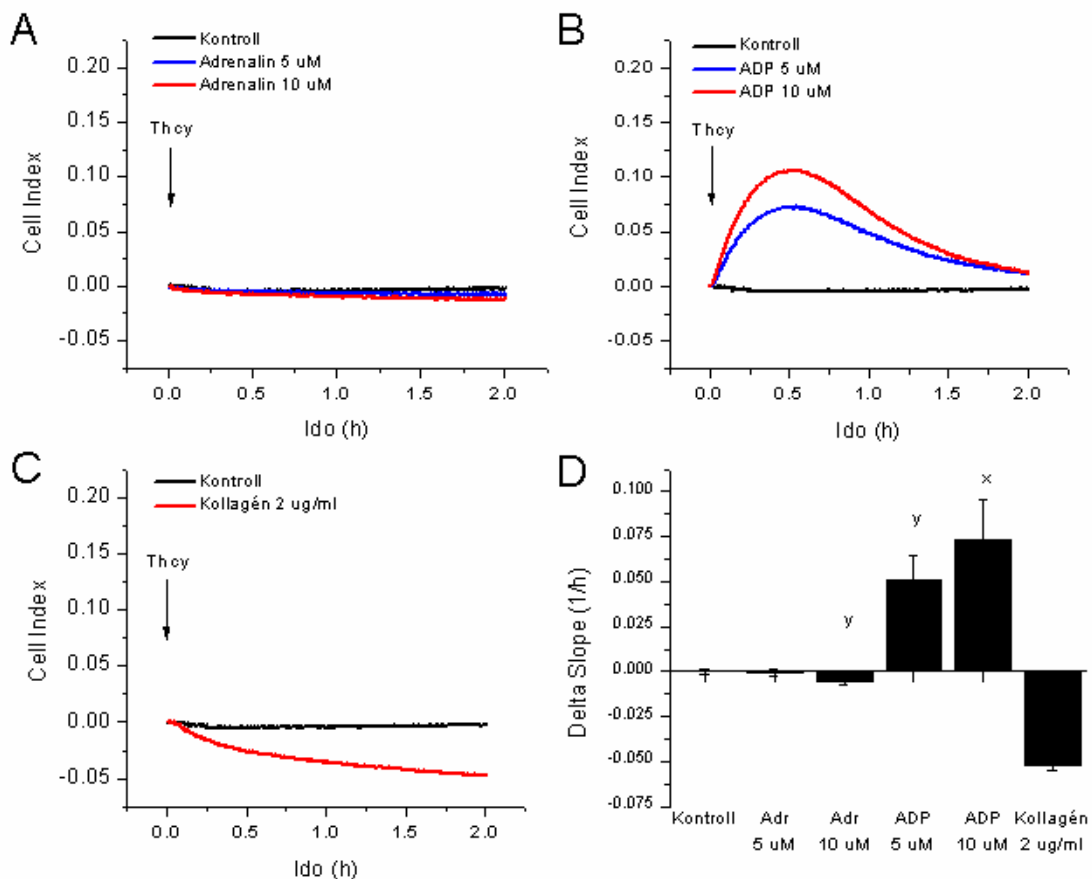 A
Kontroll
Adrenalin 5 uM
Adrenalin 10 uM
Thcy
Cell Index
0.20
0.15
0.10
0.05
0.00
-0.05
0.0 0.5 1.0 1.5 2.0
Ido (h)
B
Kontroll
ADP 5 uM
ADP 10 uM
Thcy
Cell Index
0.20
0.15
0.10
0.05
0.00
-0.05
0.0 0.5 1.0 1.5 2.0
Ido (h)
C
Kontroll
Kollagén 2 ug/ml
Thcy
Cell Index
0.20
0.15
0.10
0.05
0.00
-0.05
0.0 0.5 1.0 1.5 2.0
Ido (h)
D
Delta Slope (1/h)
0.100
0.075
0.050
0.025
0.000
-0.025
-0.050
-0.075
y
y
x
Kontroll Adr Adr ADP ADP Kollagén
5 uM 10 uM 5 uM 10 uM 2 ug/ml